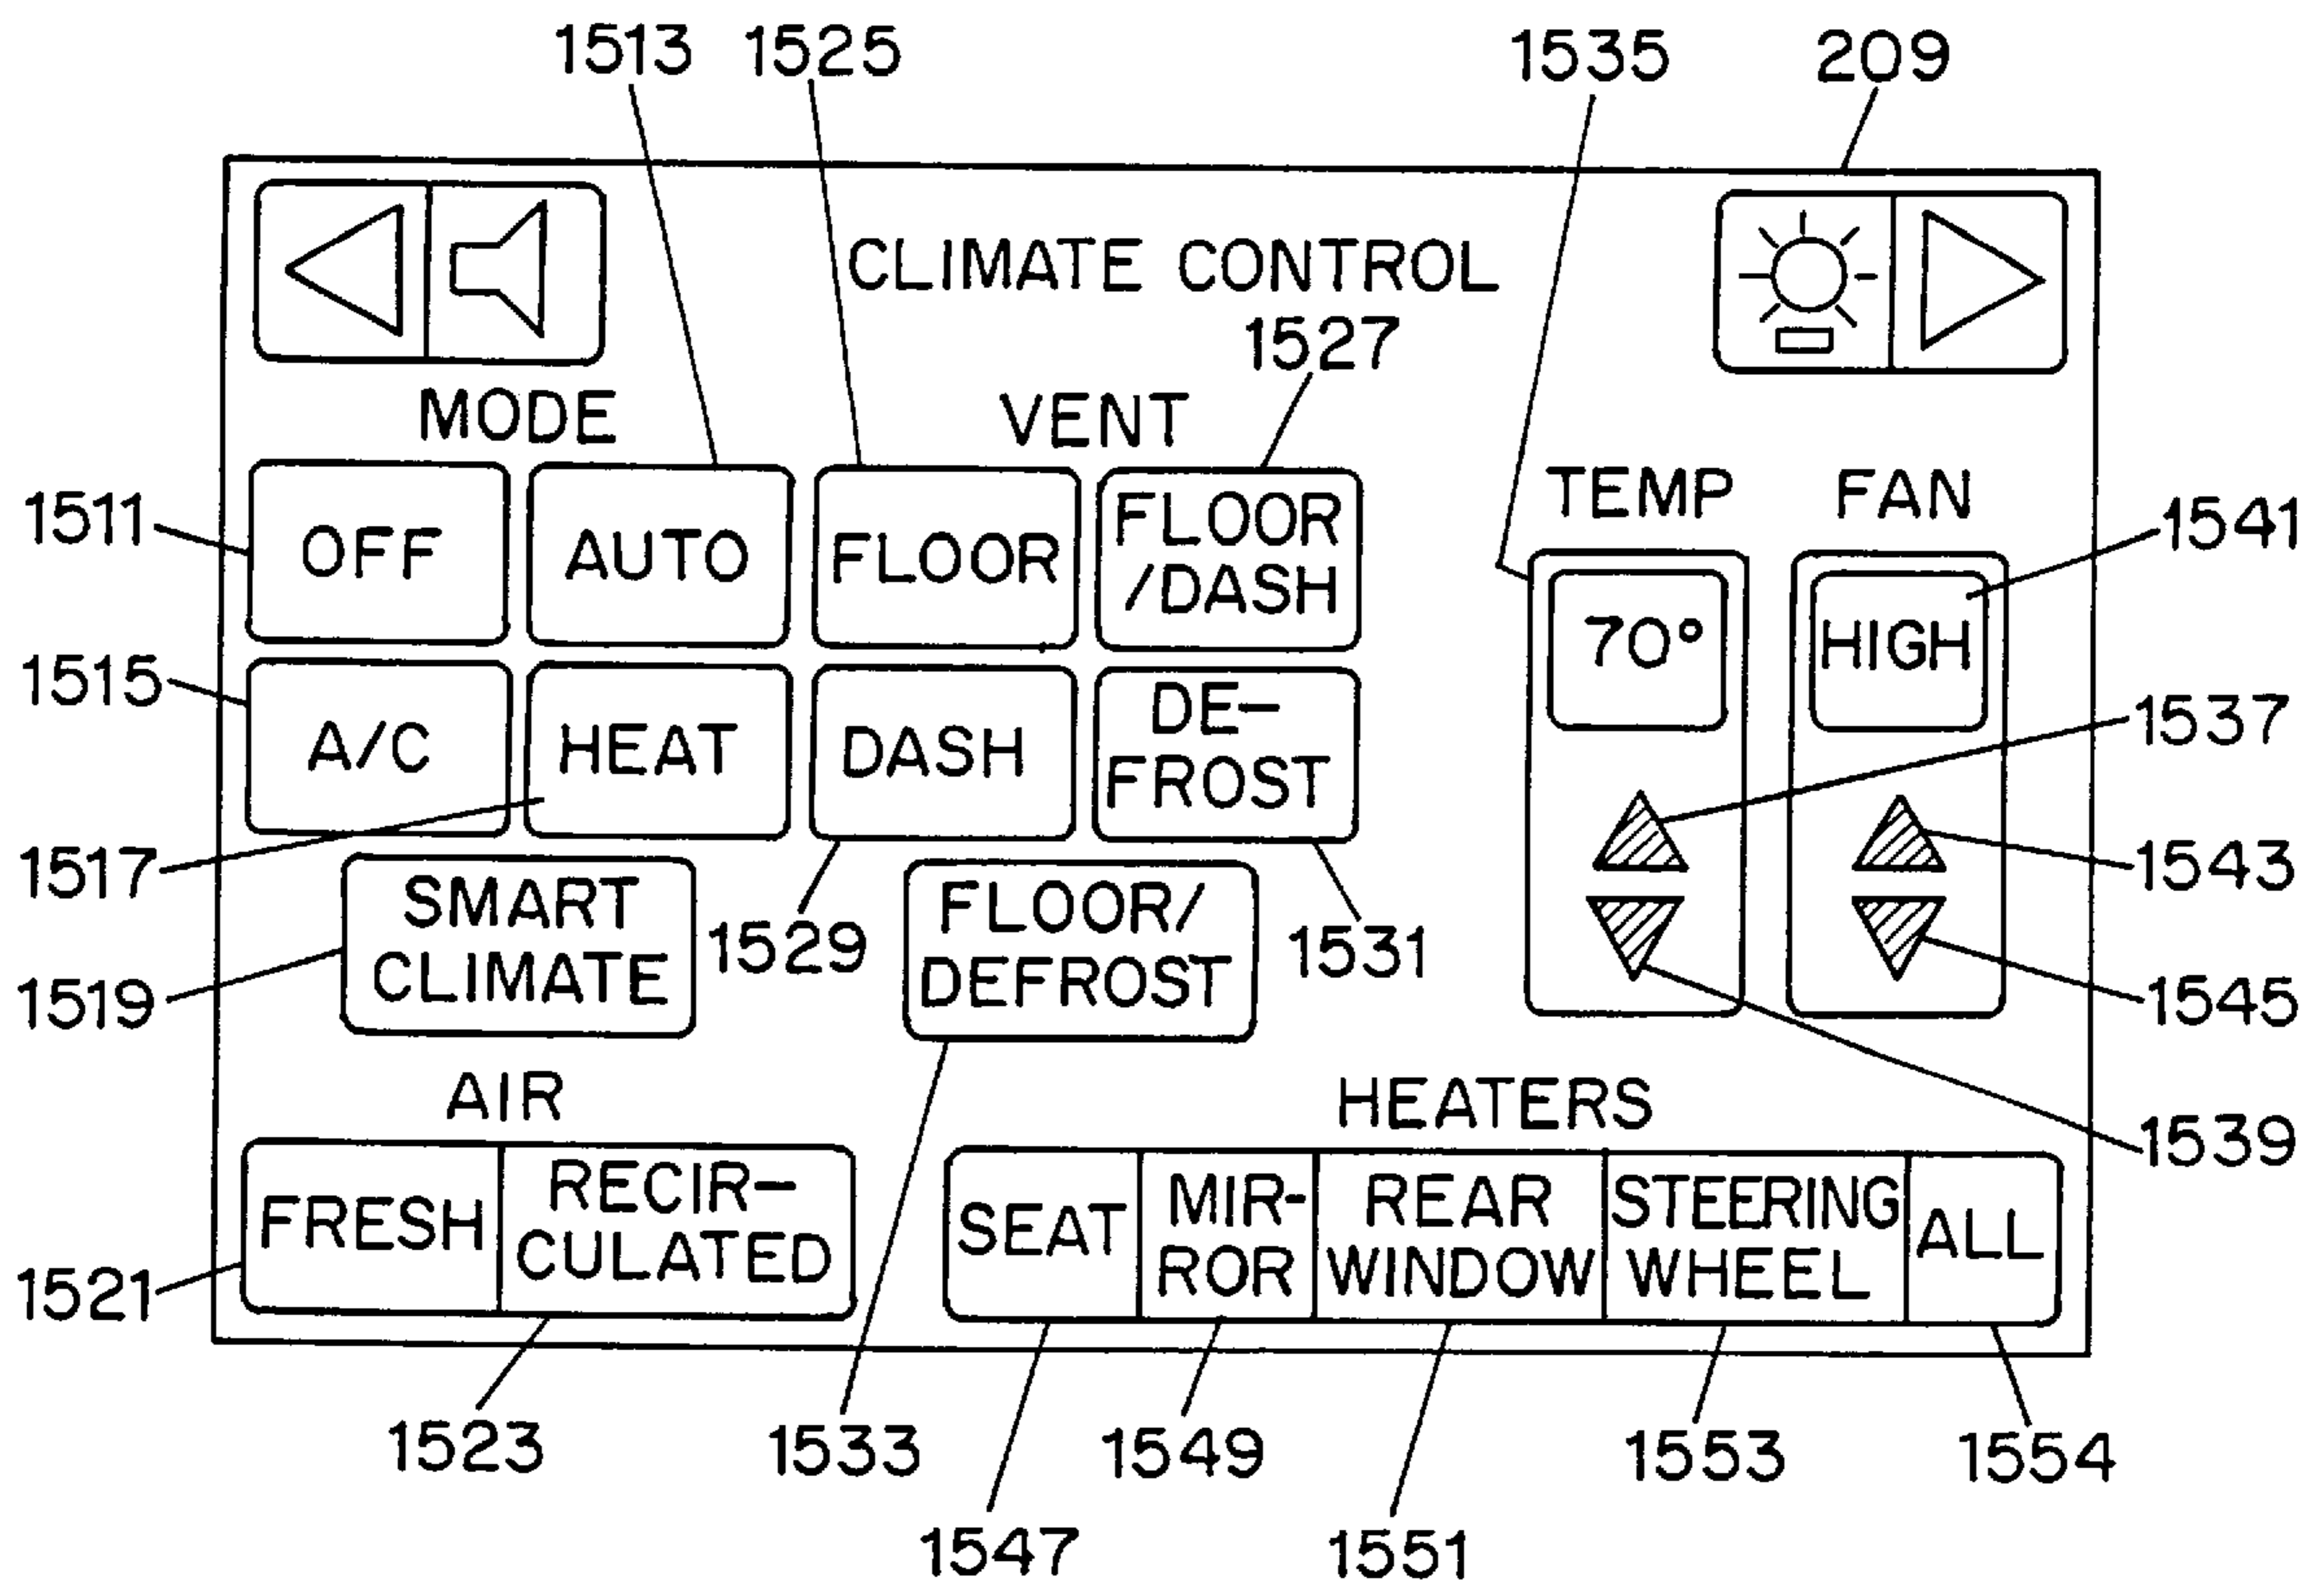 1513 1525 1535 209
CLIMATE CONTROL
1527
MODE VENT
TEMP FAN
1511 OFF AUTO FLOOR FLOOR
/DASH
1541
70° HIGH
1515 A/C HEAT DASH DE-
FROST
1537
1517
1543
SMART
CLIMATE
1529
FLOOR/
DEFROST
1531
1519
1545
AIR HEATERS
1539
FRESH RECIR-
CULATED
SEAT MIR-
ROR
REAR
WINDOW
STEERING
WHEEL
ALL
1521
1523 1533 1549 1553 1554
1547 1551